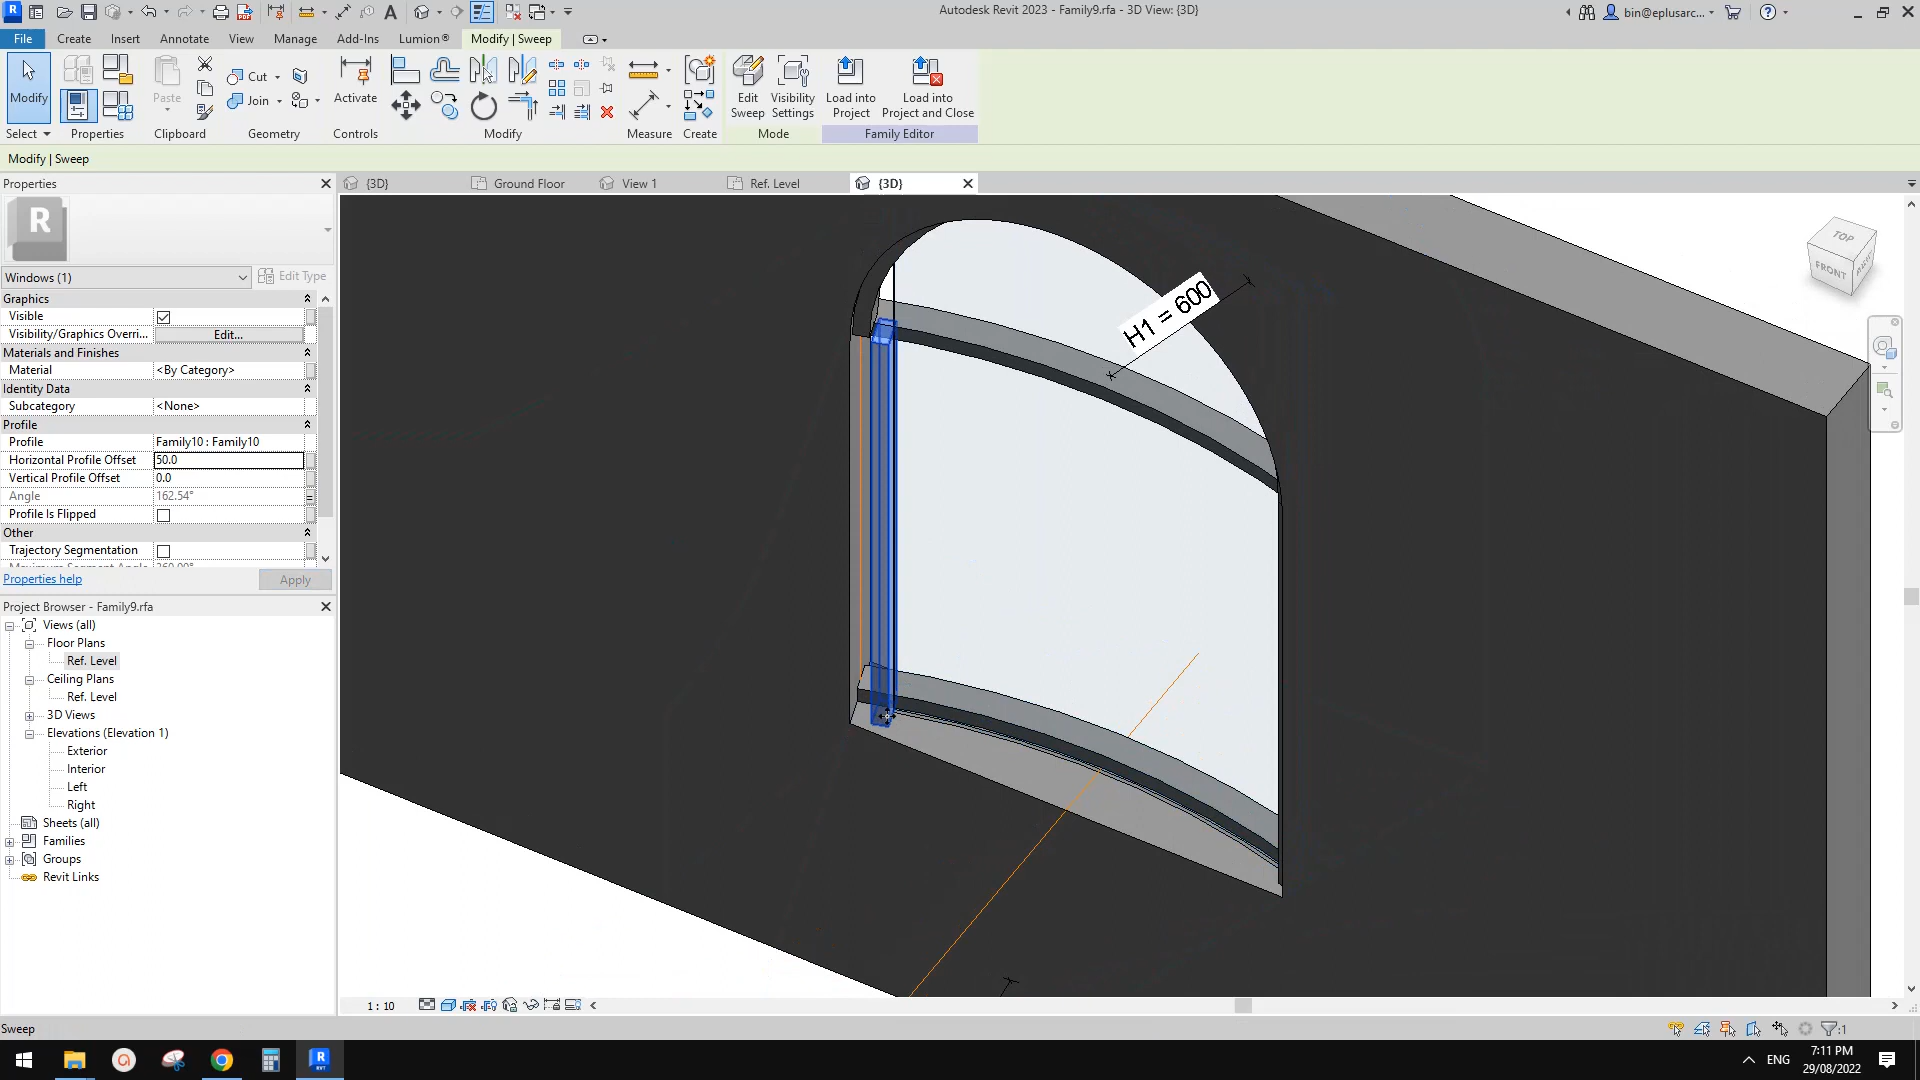 Autodesk Revit 2023 - Family9.rfa - 3D View: {3D}
bin@eplusarc...
File
Create
Insert
Annotate
View
Manage
Add-Ins
Lumion®
Modify | Sweep
Modify
Paste
Cut
Join
Activate
Edit
Sweep
Visibility
Settings
Load into
Project
Load into
Project and Close
Select
Properties
Clipboard
Geometry
Controls
Modify
Measure
Create
Mode
Family Editor
Modify | Sweep
Properties
{3D}
Ground Floor
View 1
Ref. Level
{3D}
R
Windows (1)
Edit Type
Graphics
Visible
Visibility/Graphics Overri...
Edit...
Materials and Finishes
Material
<By Category>
Identity Data
Subcategory
<None>
Profile
Profile
Family10 : Family10
Horizontal Profile Offset
50.0
Vertical Profile Offset
0.0
Angle
162.54°
Profile Is Flipped
Other
Trajectory Segmentation
Properties help
Apply
Project Browser - Family9.rfa
Views (all)
Floor Plans
Ref. Level
Ceiling Plans
Ref. Level
3D Views
Elevations (Elevation 1)
Exterior
Interior
Left
Right
Sheets (all)
Families
Groups
Revit Links
H1 = 600
TOP
FRONT
1 : 10
Sweep
:1
ENG
7:11 PM
29/08/2022